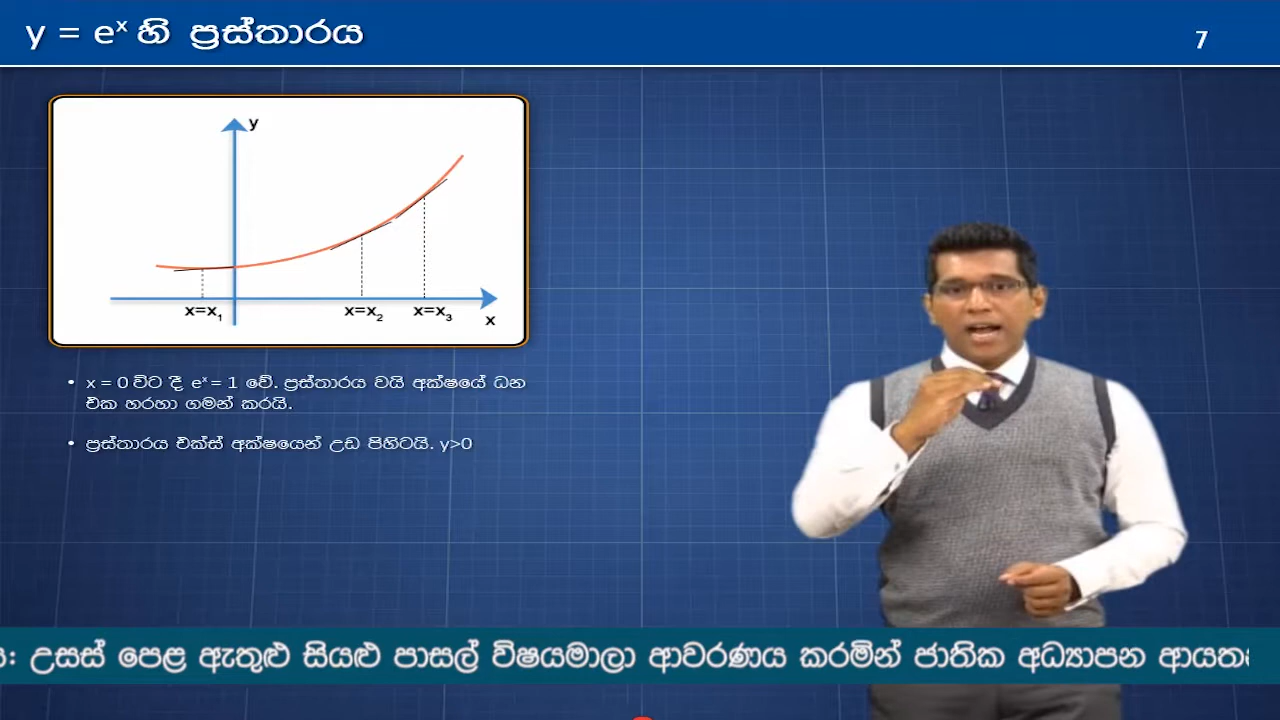 y = eˣ හි ප්‍රස්තාරය
7
y
x=x₁
x=x₂
x=x₃
x
• x = 0 විට දී eˣ = 1 වේ. ප්‍රස්තාරය වයි අක්ෂයේ ධන
එක හරහා ගමන් කරයි.
• ප්‍රස්තාරය එක්ස් අක්ෂයෙන් උඩ පිහිටයි. y>0
උසස් පෙළ ඇතුළු සියළු පාසල් විෂයමාලා ආවරණය කරමින් ජාතික අධ්‍යාපන